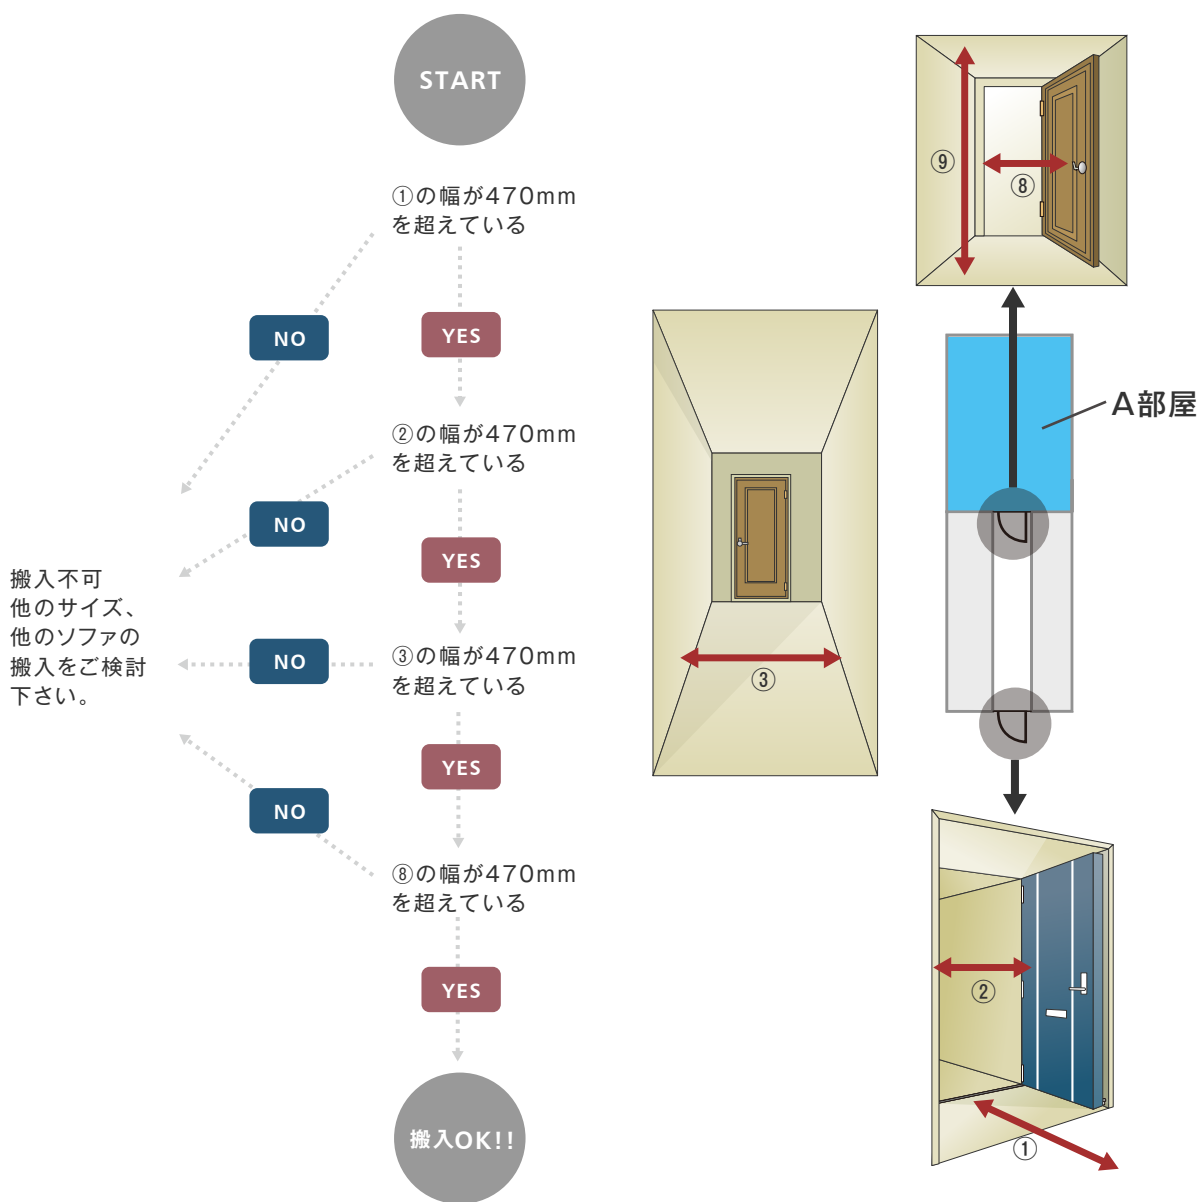 START
①の幅が470mm
を超えている
NO
YES
②の幅が470mm
を超えている
NO
YES
③の幅が470mm
を超えている
NO
YES
⑧の幅が470mm
を超えている
NO
YES
搬入OK!!
搬入不可
他のサイズ、
他のソファの
搬入をご検討
下さい。
⑨
⑧
A部屋
③
②
①